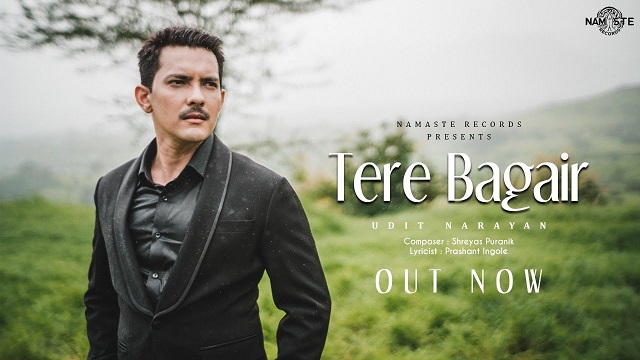 NAMASTE
RECORDS
NAMASTE RECORDS
PRESENTS
Tere Bagair
UDIT NARAYAN
Composer : Shreyas Puranik
Lyricist : Prashant Ingole
OUT NOW